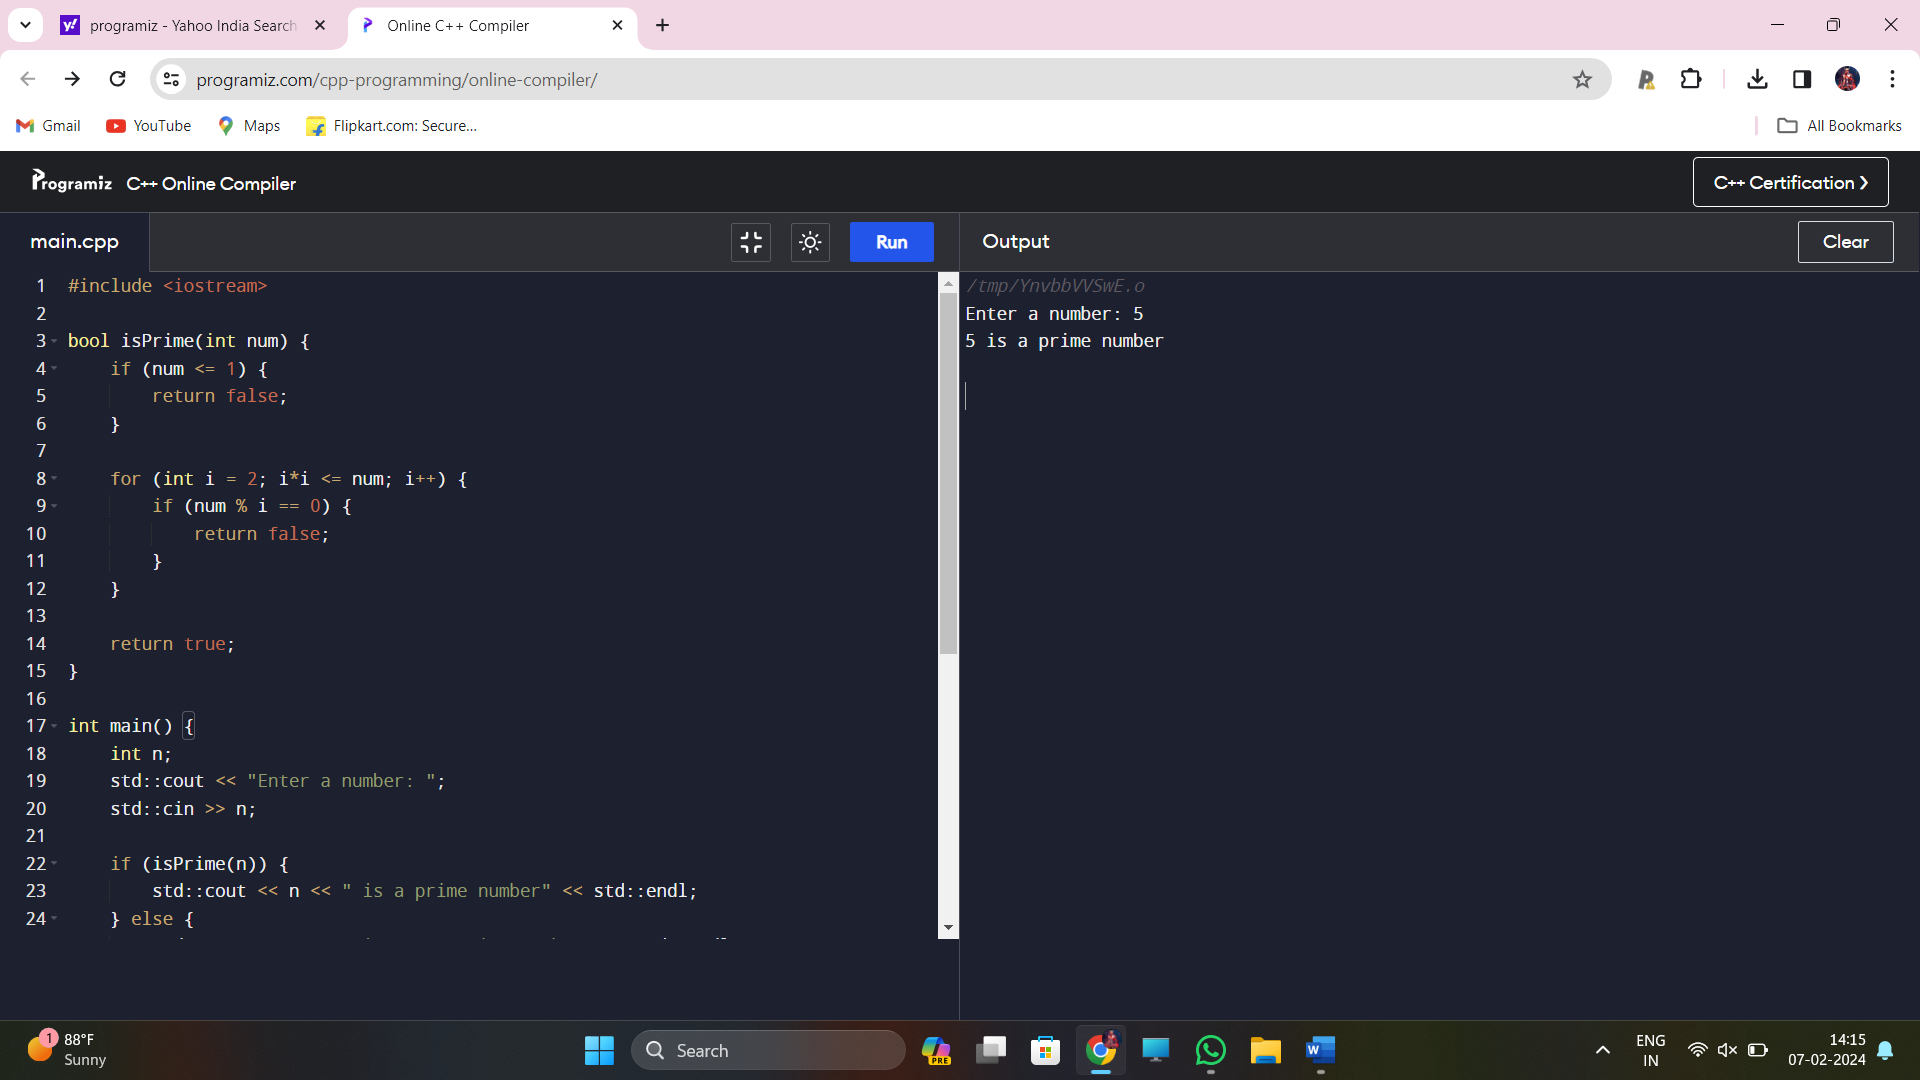 programiz - Yahoo India Search
Online C++ Compiler
programiz.com/cpp-programming/online-compiler/
Gmail
YouTube
Maps
Flipkart.com: Secure...
All Bookmarks
Programiz
C++ Online Compiler
C++ Certification >
main.cpp
Run
Output
Clear
1 #include <iostream>
2
3 bool isPrime(int num) {
4 if (num <= 1) {
5 return false;
6 }
7
8 for (int i = 2; i*i <= num; i++) {
9 if (num % i == 0) {
10 return false;
11 }
12 }
13
14 return true;
15 }
16
17 int main() {
18 int n;
19 std::cout << "Enter a number: ";
20 std::cin >> n;
21
22 if (isPrime(n)) {
23 std::cout << n << " is a prime number" << std::endl;
24 } else {
/tmp/YnvbbVVSwE.o
Enter a number: 5
5 is a prime number
1
88°F
Sunny
Search
PRE
W
ENG
IN
14:15
07-02-2024